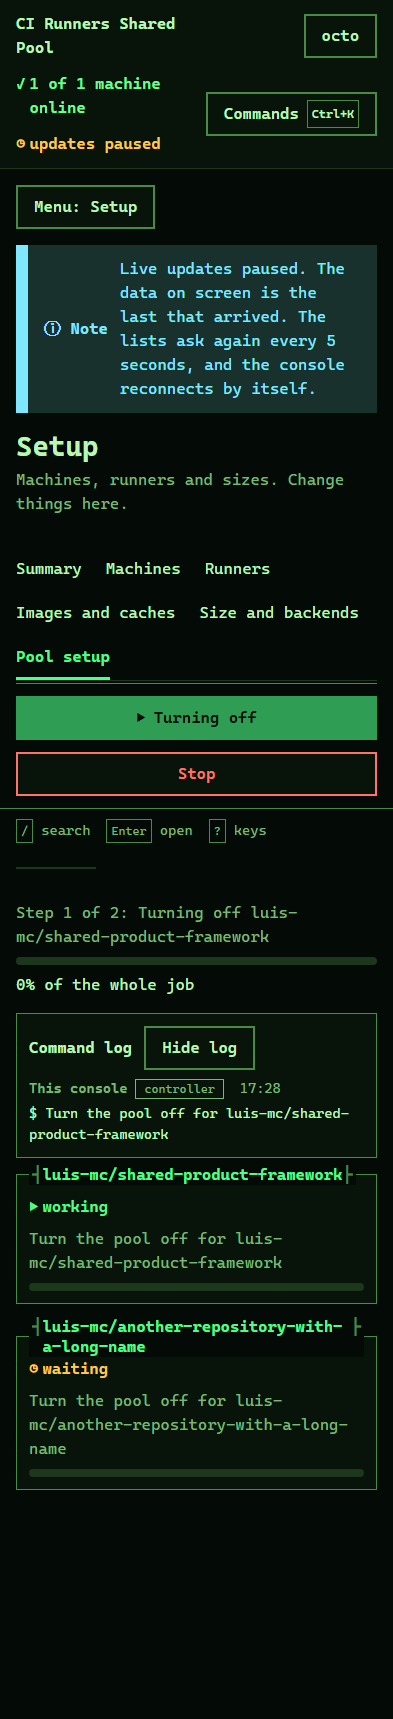 CI Runners Shared
Pool
octo
√ 1 of 1 machine
online
Commands Ctrl+K
updates paused
Menu: Setup
ⓘ Note
Live updates paused. The
data on screen is the
last that arrived. The
lists ask again every 5
seconds, and the console
reconnects by itself.
Setup
Machines, runners and sizes. Change
things here.
Summary Machines Runners
Images and caches Size and backends
Pool setup
▶ Turning off
Stop
/ search Enter open ? keys
Step 1 of 2: Turning off luis-
mc/shared-product-framework
0% of the whole job
Command log Hide log
This console controller 17:28
$ Turn the pool off for luis-mc/shared-
product-framework
luis-mc/shared-product-framework
▶ working
Turn the pool off for luis-
mc/shared-product-framework
luis-mc/another-repository-with-
a-long-name
waiting
Turn the pool off for luis-
mc/another-repository-with-a-long-
name